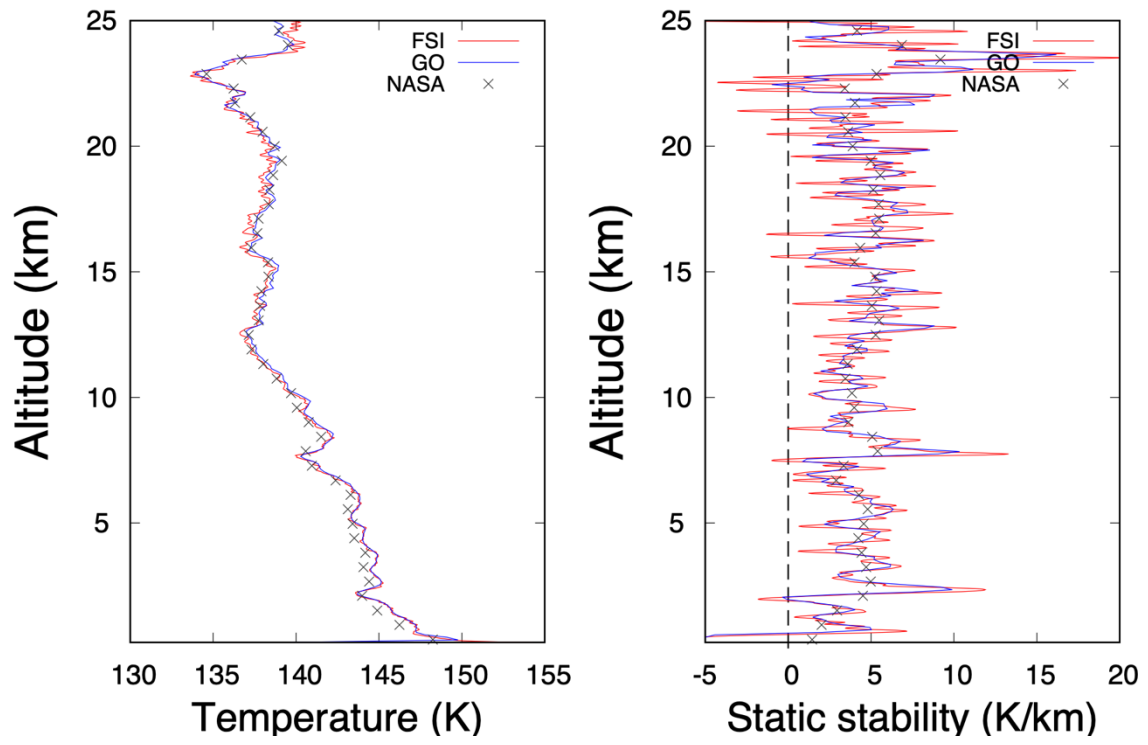 25
20
15
10
5
Altitude (km)
FSI
GO
NASA
130 135 140 145 150 155
Temperature (K)
25
20
15
10
5
Altitude (km)
FSI
GO
NASA
-5 0 5 10 15 20
Static stability (K/km)